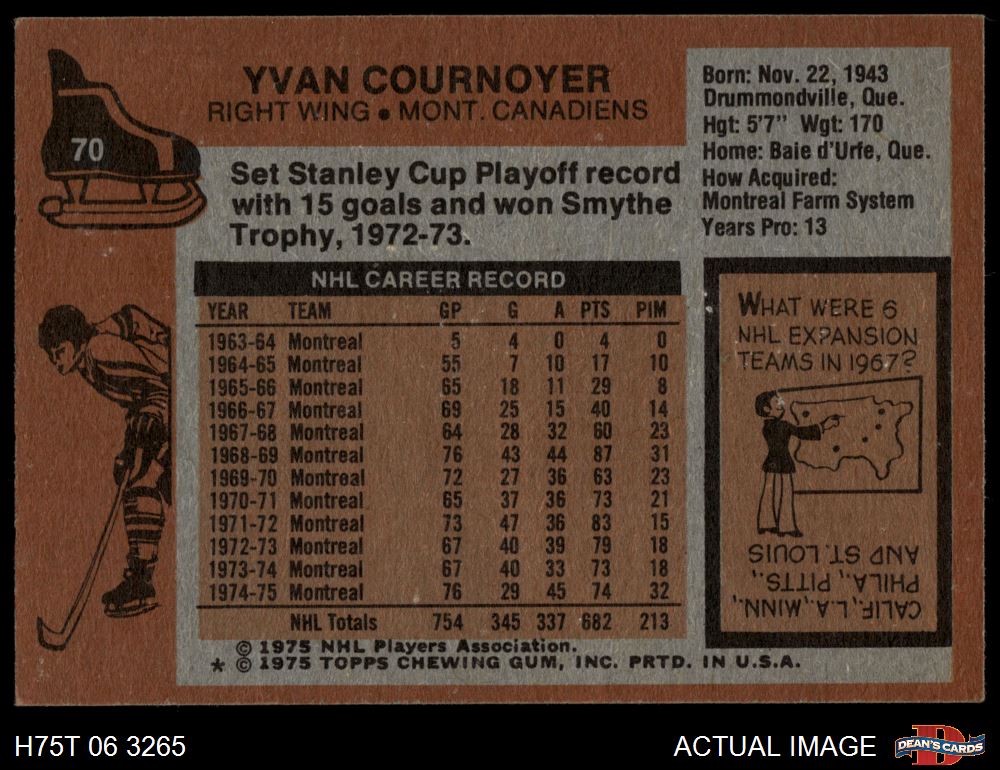 70
YVAN COURNOYER
RIGHT WING ● MONT. CANADIENS
Set Stanley Cup Playoff record
with 15 goals and won Smythe
Trophy, 1972-73.
Born: Nov. 22, 1943
Drummondville, Que.
Hgt: 5'7" Wgt: 170
Home: Baie d'Urfe, Que.
How Acquired:
Montreal Farm System
Years Pro: 13
NHL CAREER RECORD
YEAR TEAM GP G A PTS PIM
1963-64 Montreal 5 4 0 4 0
1964-65 Montreal 55 7 10 17 10
1965-66 Montreal 65 18 11 29 8
1966-67 Montreal 69 25 15 40 14
1967-68 Montreal 64 28 32 60 23
1968-69 Montreal 76 43 44 87 31
1969-70 Montreal 72 27 36 63 23
1970-71 Montreal 65 37 36 73 21
1971-72 Montreal 73 47 36 83 15
1972-73 Montreal 67 40 39 79 18
1973-74 Montreal 67 40 33 73 18
1974-75 Montreal 76 29 45 74 32
NHL Totals 754 345 337 682 213
© 1975 NHL Players Association.
* © 1975 TOPPS CHEWING GUM, INC. PRTD. IN U.S.A.
WHAT WERE 6
NHL EXPANSION
TEAMS IN 1967?
CALIF., L.A., MINN.,
PHILA., PITTS.,
AND ST. LOUIS
H75T 06 3265
ACTUAL IMAGE
D
DEAN'S CARDS